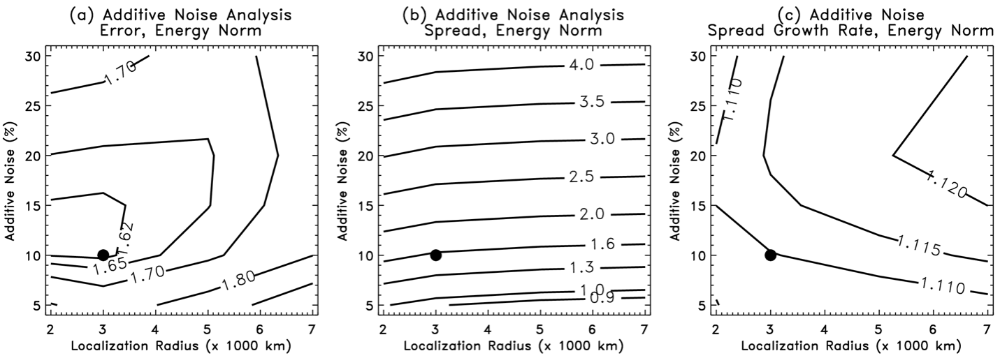 (a) Additive Noise Analysis
Error, Energy Norm
30
25
20
15
10
5
Additive Noise (%)
1.70
1.62
1.65
1.70
1.80
2 3 4 5 6 7
Localization Radius (x 1000 km)
(b) Additive Noise Analysis
Spread, Energy Norm
30
25
20
15
10
5
Additive Noise (%)
4.0
3.5
3.0
2.5
2.0
1.6
1.3
1.0
0.9
2 3 4 5 6 7
Localization Radius (x 1000 km)
(c) Additive Noise
Spread Growth Rate, Energy Norm
30
25
20
15
10
5
Additive Noise (%)
1.110
1.120
1.115
1.110
2 3 4 5 6 7
Localization Radius (x 1000 km)